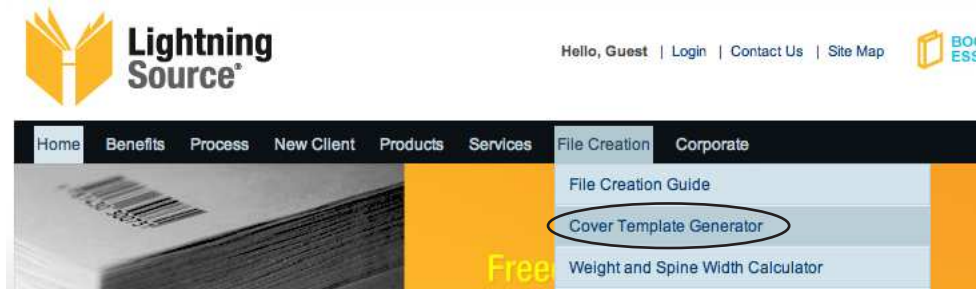 Lightning
Source®
Hello, Guest | Login | Contact Us | Site Map
Home Benefits Process New Client Products Services File Creation Corporate
File Creation Guide
Cover Template Generator
Weight and Spine Width Calculator